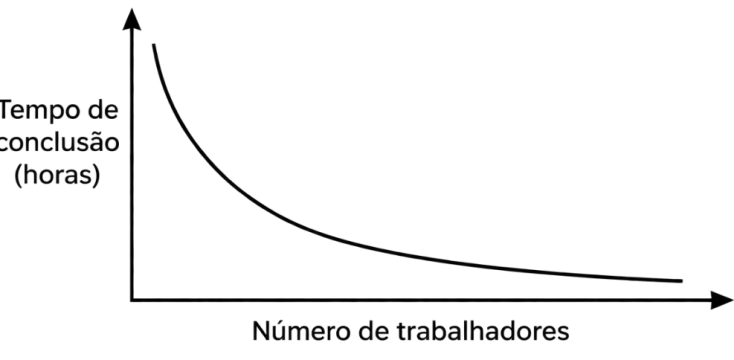 Tempo de
conclusão
(horas)
Número de trabalhadores